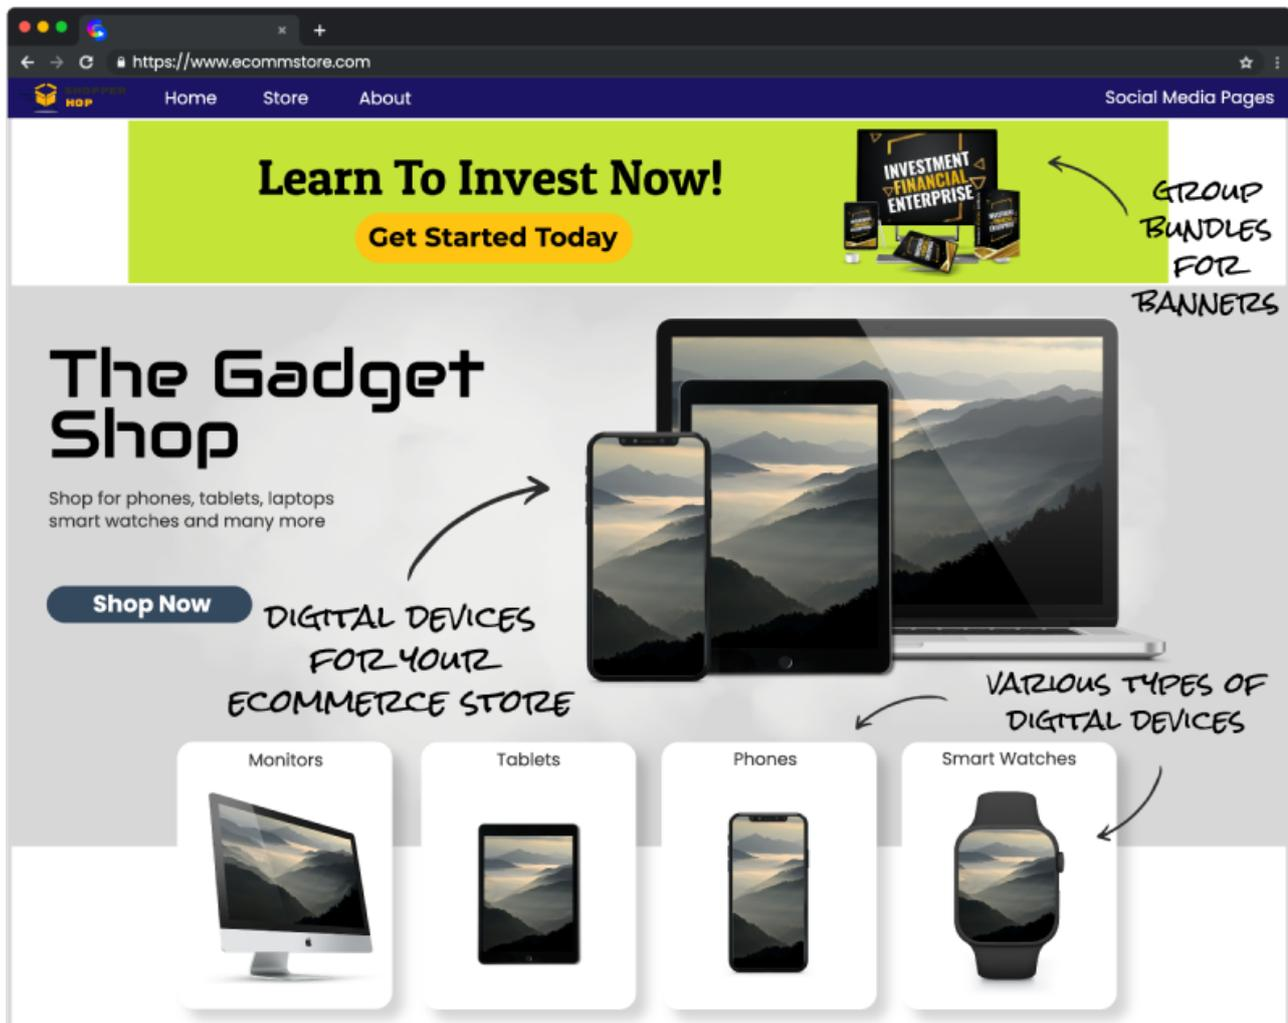 https://www.ecommstore.com
SHOPPER
HOP
Home Store About Social Media Pages
Learn To Invest Now!
Get Started Today
INVESTMENT
FINANCIAL
ENTERPRISE
GROUP
BUNDLES
FOR
BANNERS
The Gadget
Shop
Shop for phones, tablets, laptops
smart watches and many more
Shop Now
DIGITAL DEVICES
FOR YOUR
ECOMMERCE STORE
VARIOUS TYPES OF
DIGITAL DEVICES
Monitors
Tablets
Phones
Smart Watches